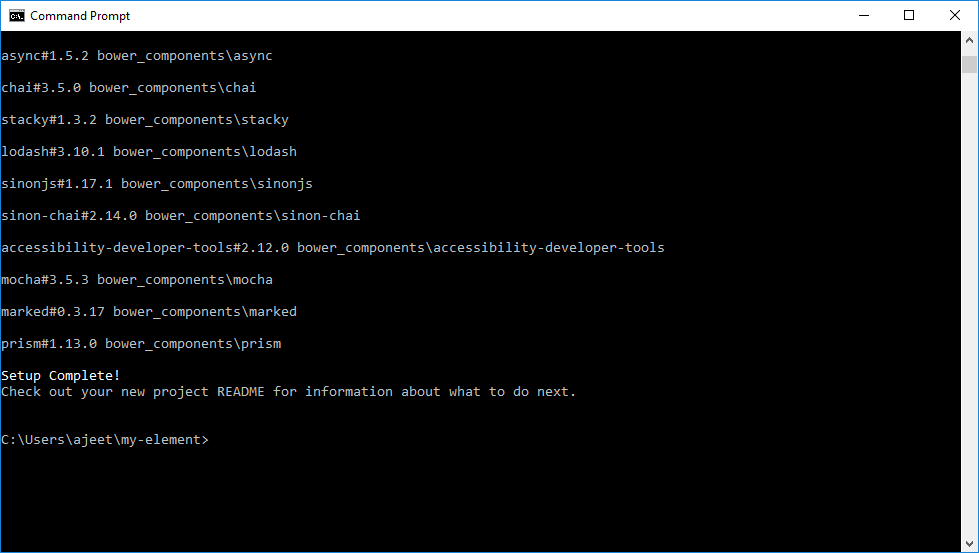 Command Prompt
async#1.5.2 bower_components\async
chai#3.5.0 bower_components\chai
stacky#1.3.2 bower_components\stacky
lodash#3.10.1 bower_components\lodash
sinonjs#1.17.1 bower_components\sinonjs
sinon-chai#2.14.0 bower_components\sinon-chai
accessibility-developer-tools#2.12.0 bower_components\accessibility-developer-tools
mocha#3.5.3 bower_components\mocha
marked#0.3.17 bower_components\marked
prism#1.13.0 bower_components\prism
Setup Complete!
Check out your new project README for information about what to do next.
C:\Users\ajeet\my-element>